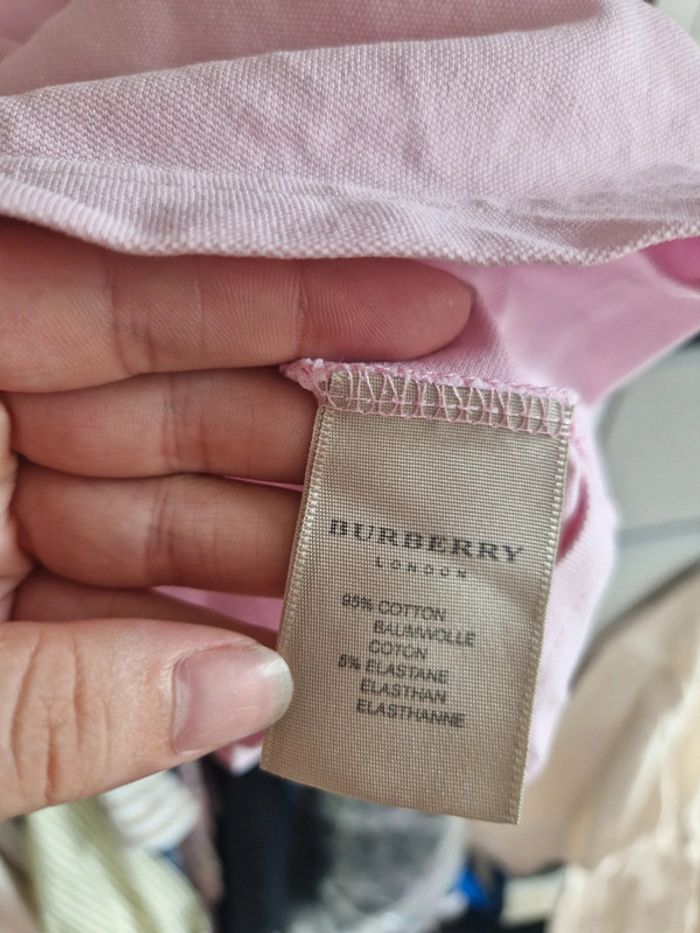 BURBERRY
LONDON
95% COTTON
BAUMWOLLE
COTON
5% ELASTANE
ELASTHAN
ELASTHANNE